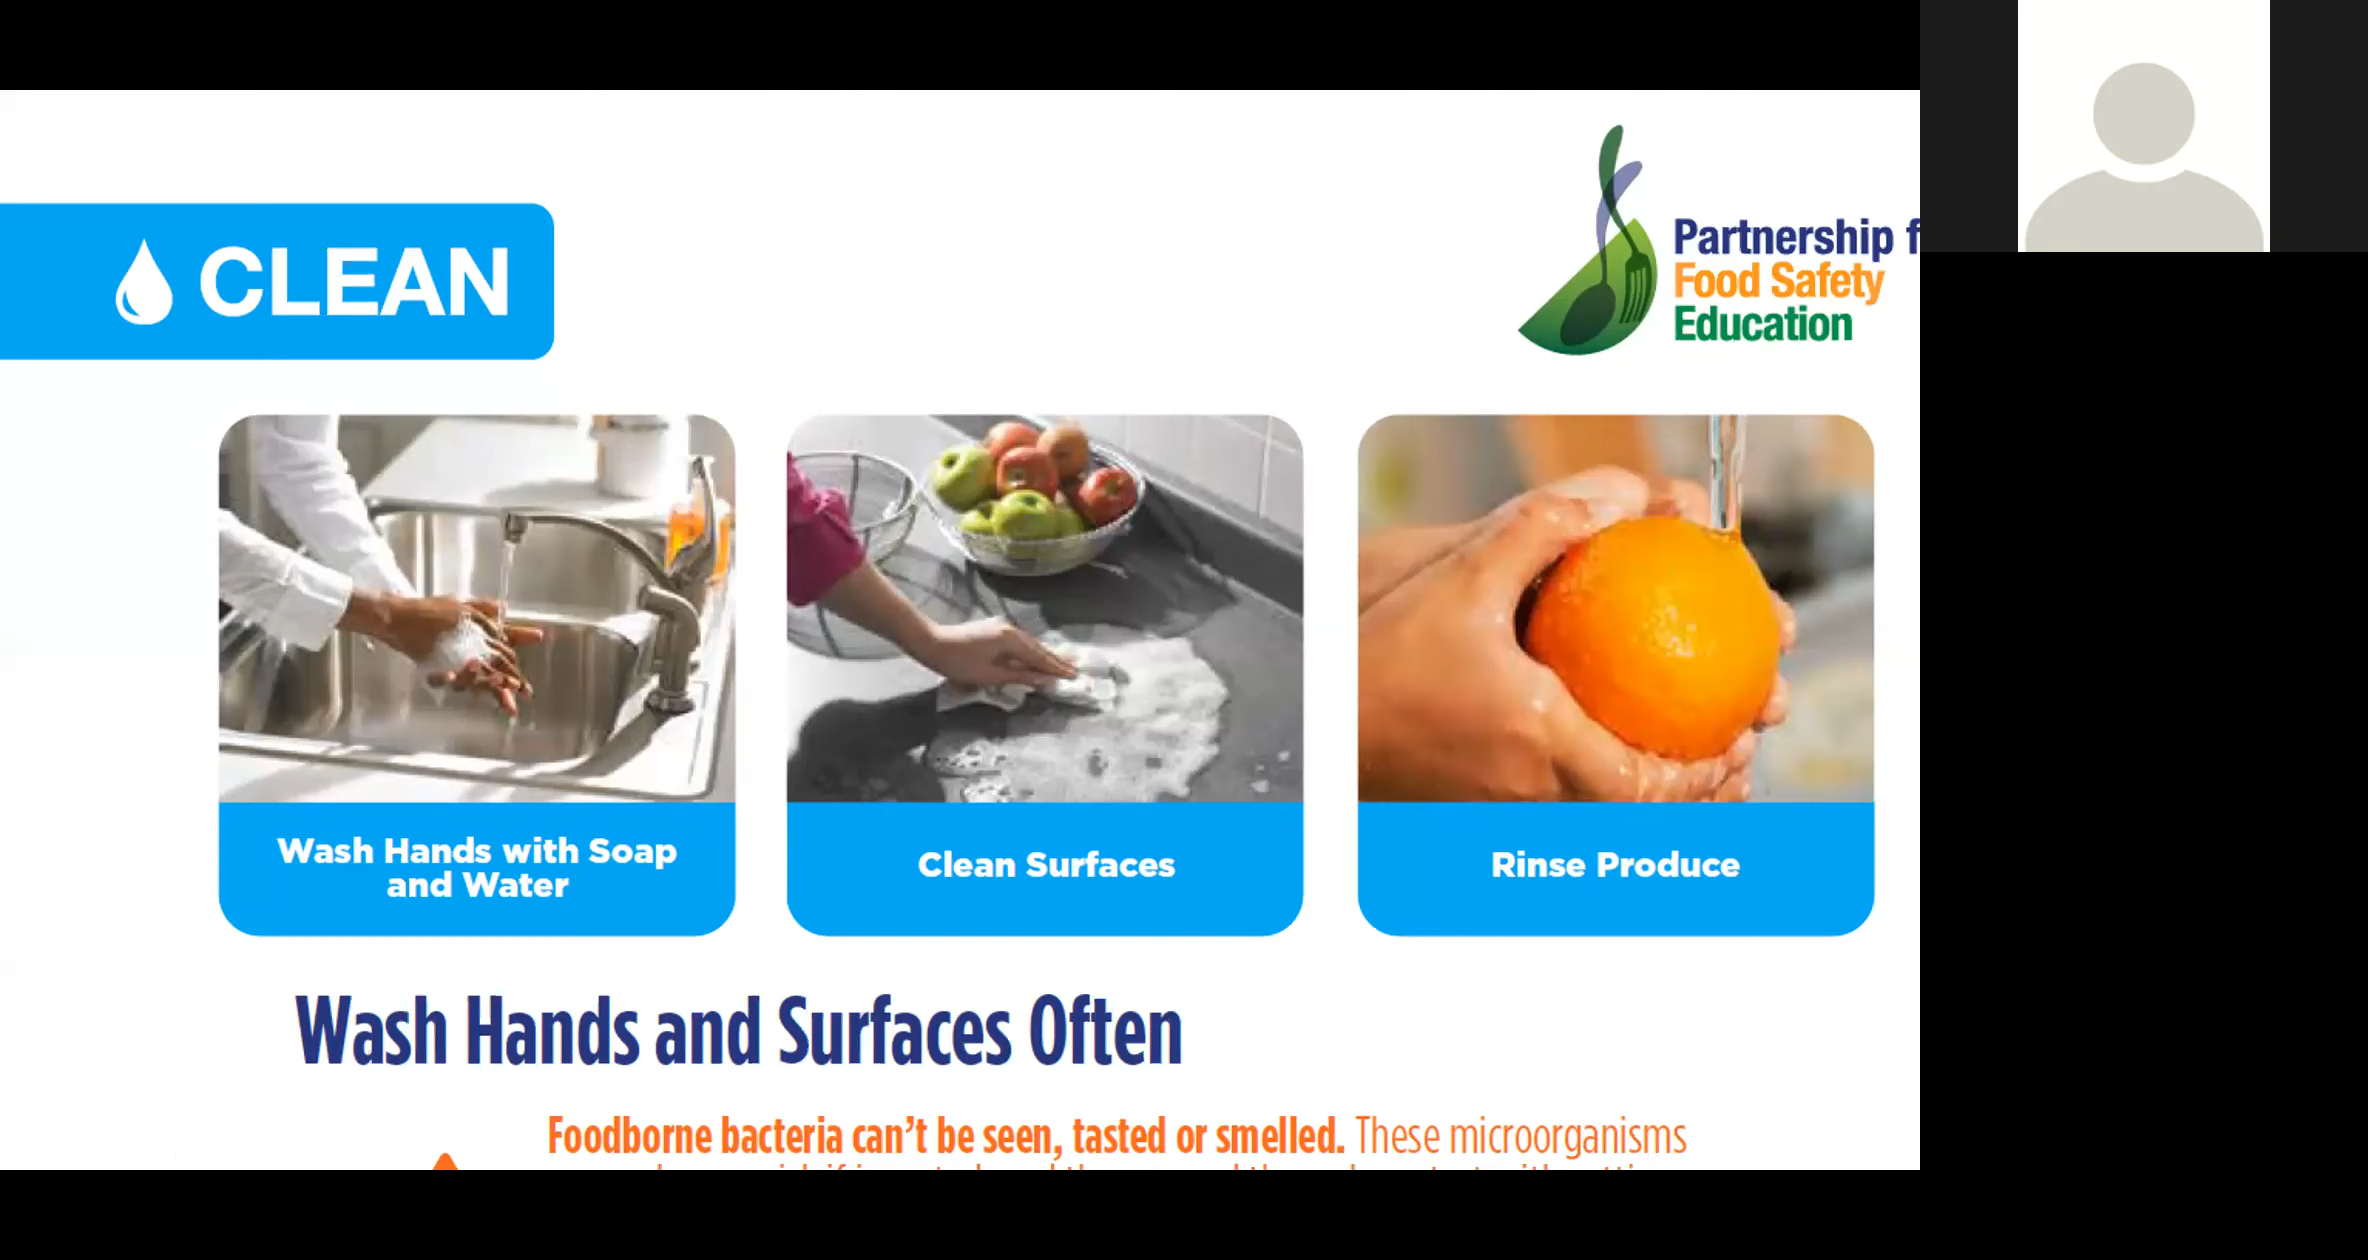 CLEAN
Partnership f
Food Safety
Education
Wash Hands with Soap
and Water
Clean Surfaces
Rinse Produce
Wash Hands and Surfaces Often
Foodborne bacteria can't be seen, tasted or smelled. These microorganisms